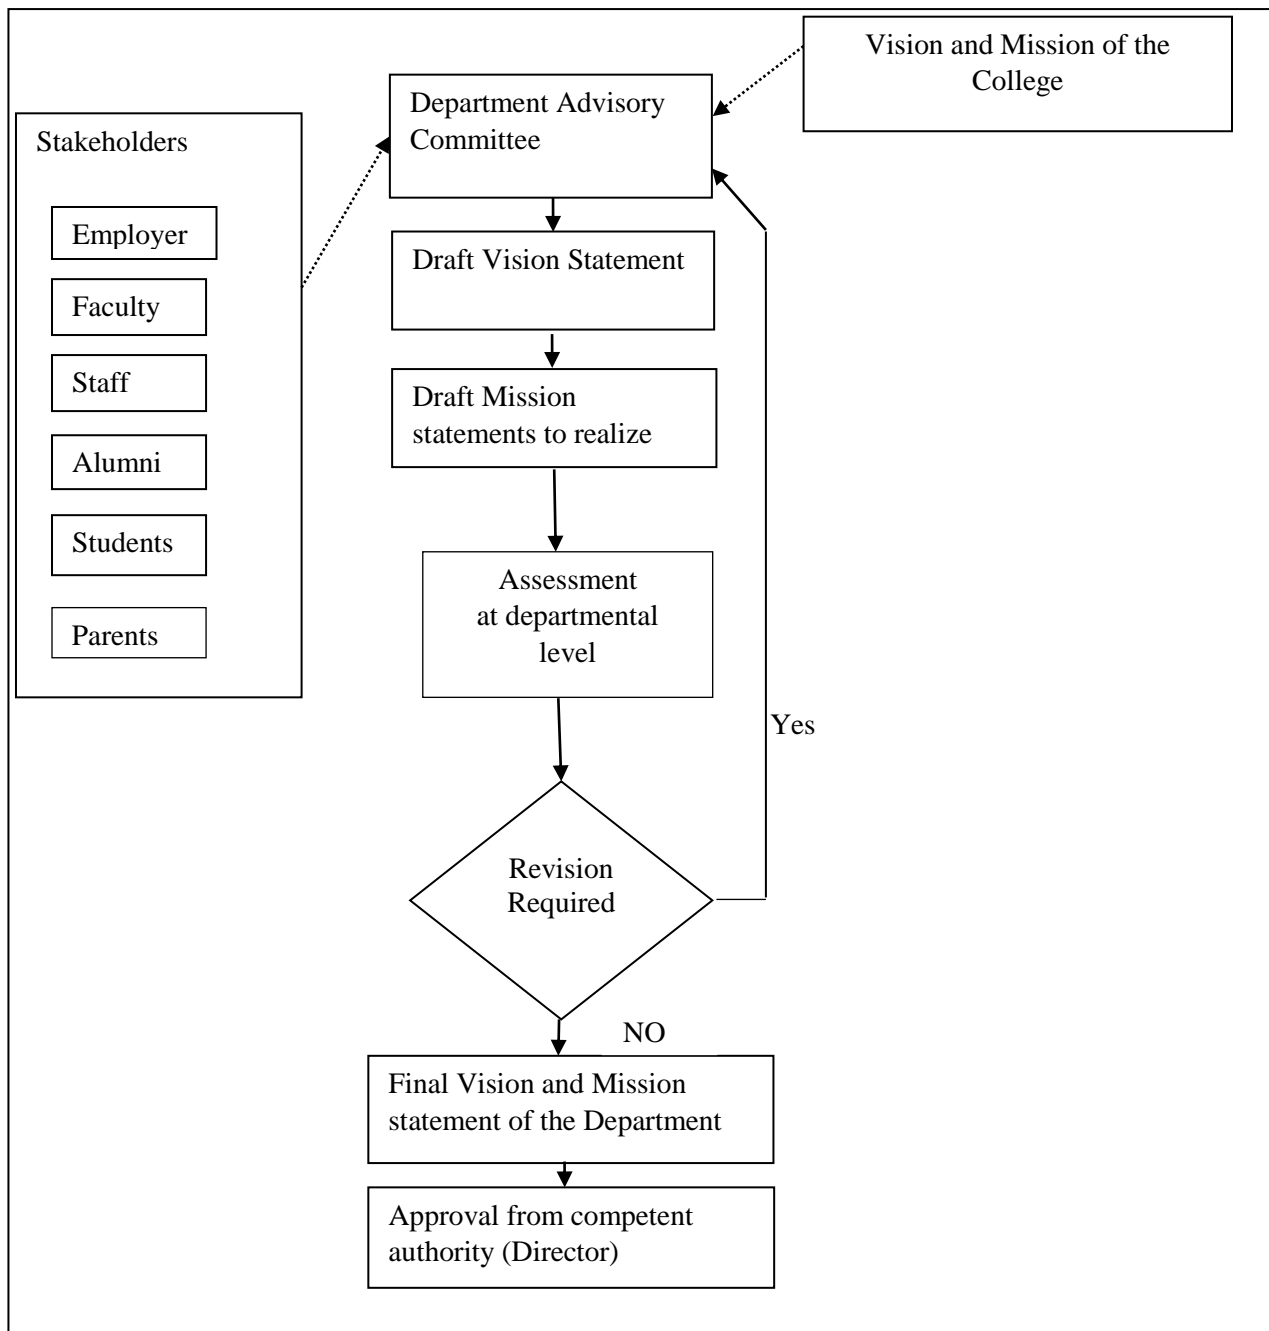 Vision and Mission of the
College
Department Advisory
Committee
Stakeholders
Employer
Faculty
Staff
Alumni
Students
Parents
Draft Vision Statement
Draft Mission
statements to realize
Assessment
at departmental
level
Yes
Revision
Required
NO
Final Vision and Mission
statement of the Department
Approval from competent
authority (Director)